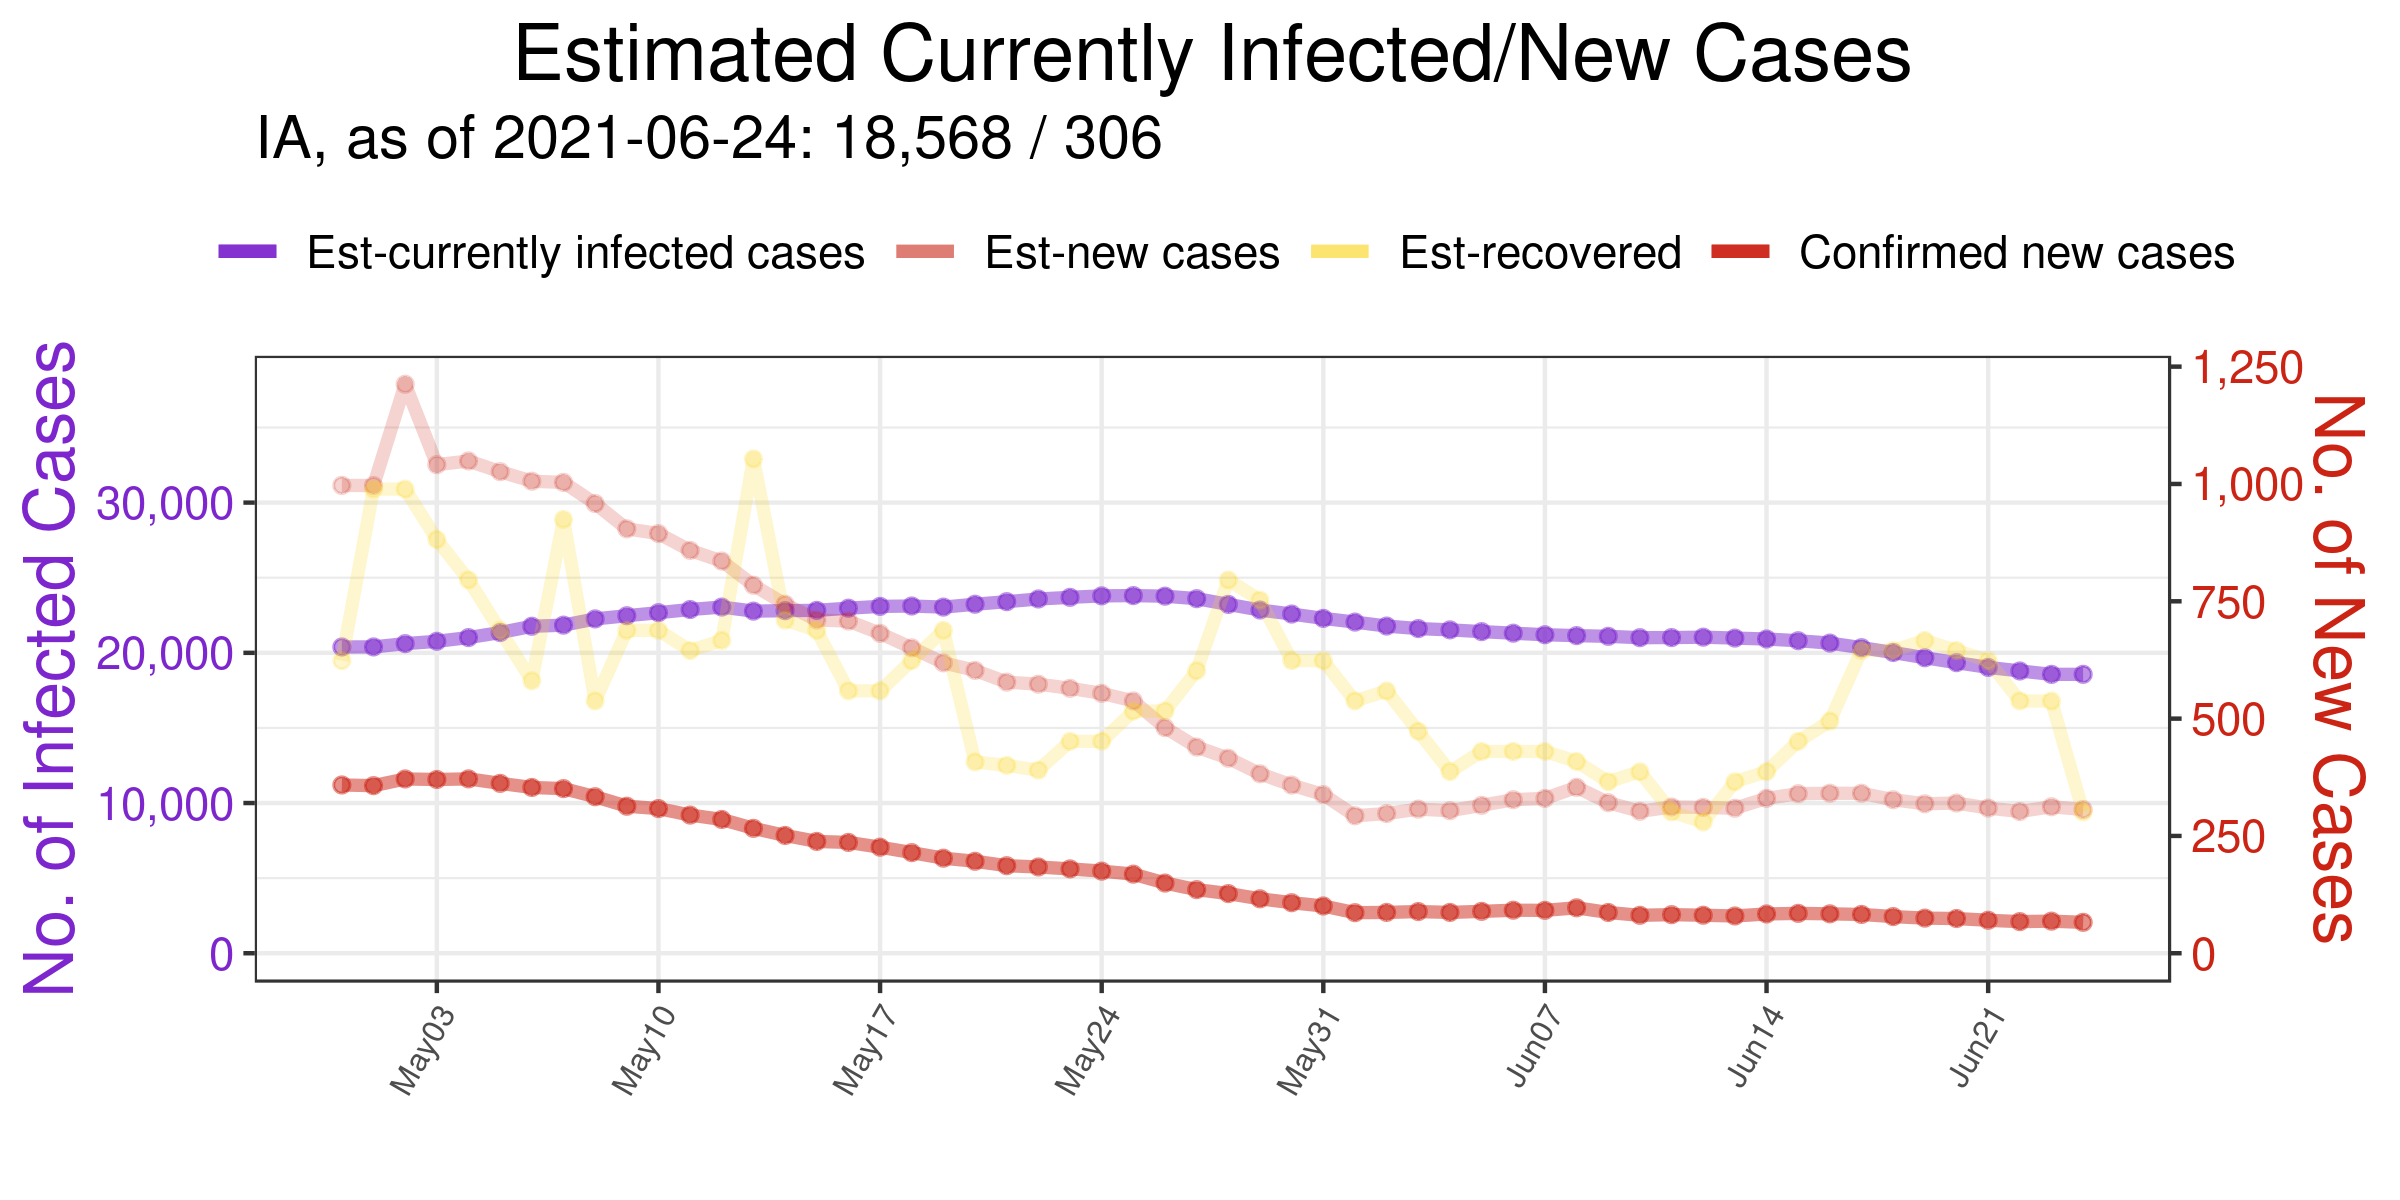 Estimated Currently Infected/New Cases
IA, as of 2021-06-24: 18,568 / 306
Est-currently infected cases Est-new cases Est-recovered Confirmed new cases
No. of Infected Cases
30,000
20,000
10,000
0
1,250
1,000
750
500
250
0
No. of New Cases
May03 May10 May17 May24 May31 Jun07 Jun14 Jun21